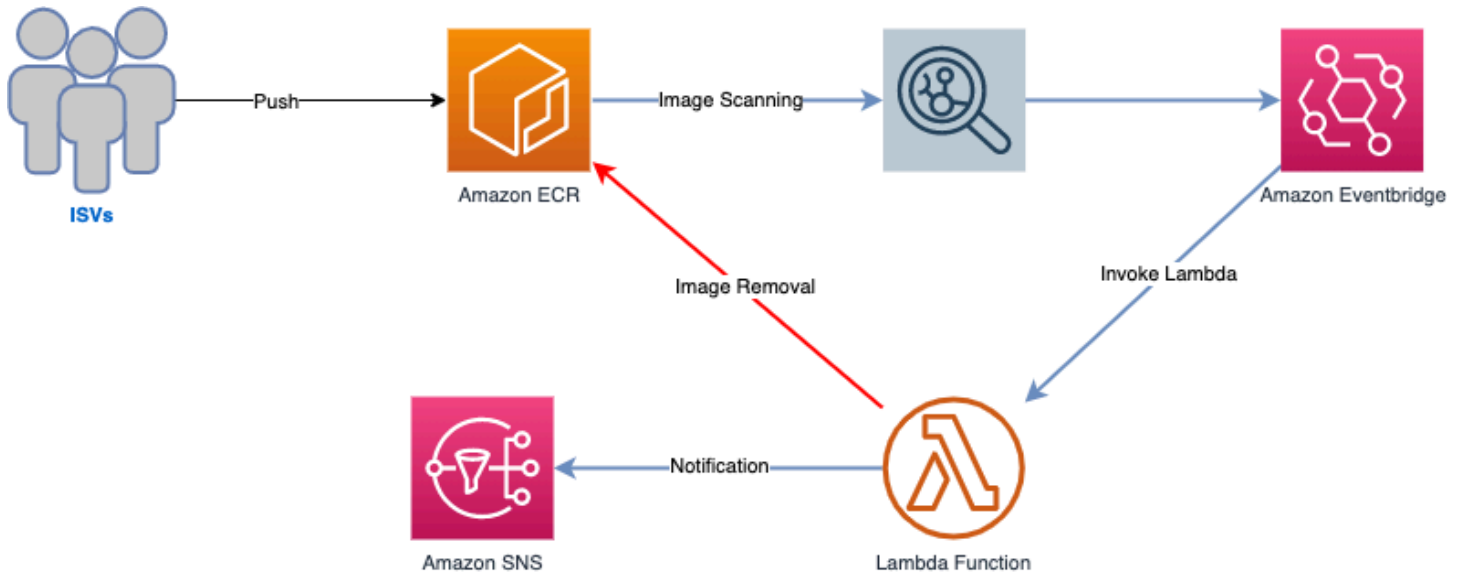 Push
Image Scanning
Amazon ECR
Amazon Eventbridge
ISVs
Image Removal
Invoke Lambda
Notification
Amazon SNS
Lambda Function